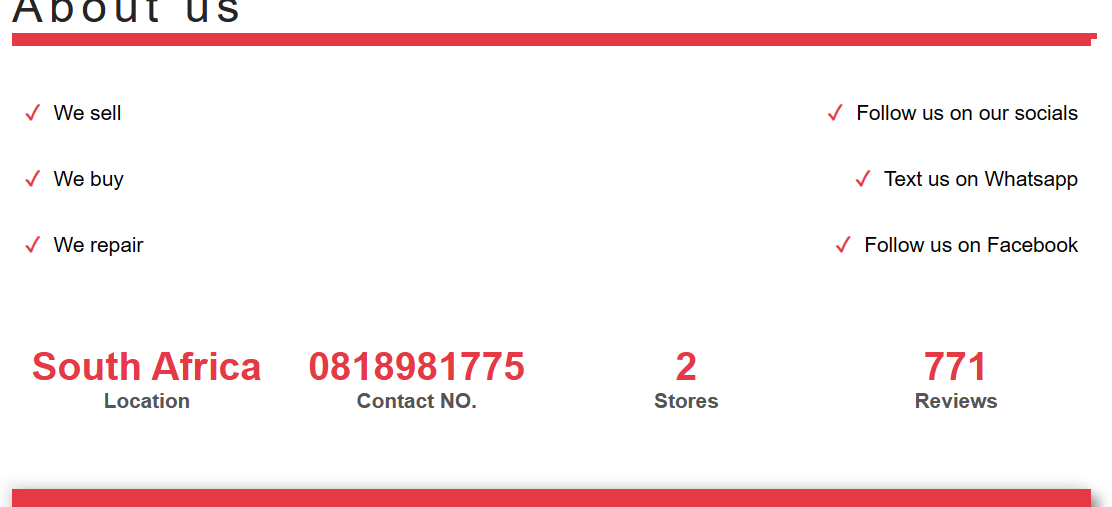 About us
✓ We sell
✓ Follow us on our socials
✓ We buy
✓ Text us on Whatsapp
✓ We repair
✓ Follow us on Facebook
South Africa
Location
0818981775
Contact NO.
2
Stores
771
Reviews